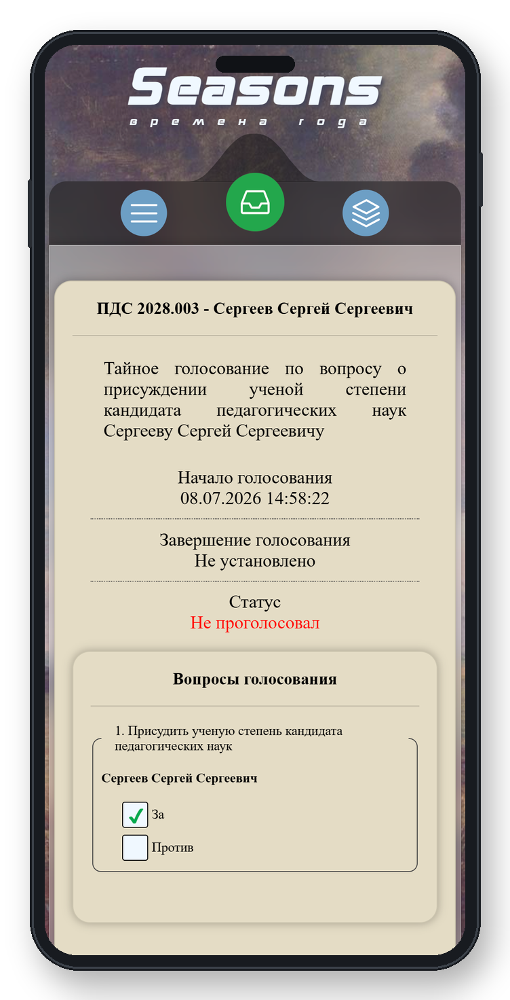 Seasons
времена года
ПДС 2028.003 - Сергеев Сергей Сергеевич
Тайное голосование по вопросу о
присуждении ученой степени
кандидата педагогических наук
Сергееву Сергей Сергеевичу
Начало голосования
08.07.2026 14:58:22
Завершение голосования
Не установлено
Статус
Не проголосовал
Вопросы голосования
1. Присудить ученую степень кандидата
педагогических наук
Сергеев Сергей Сергеевич
За
Против